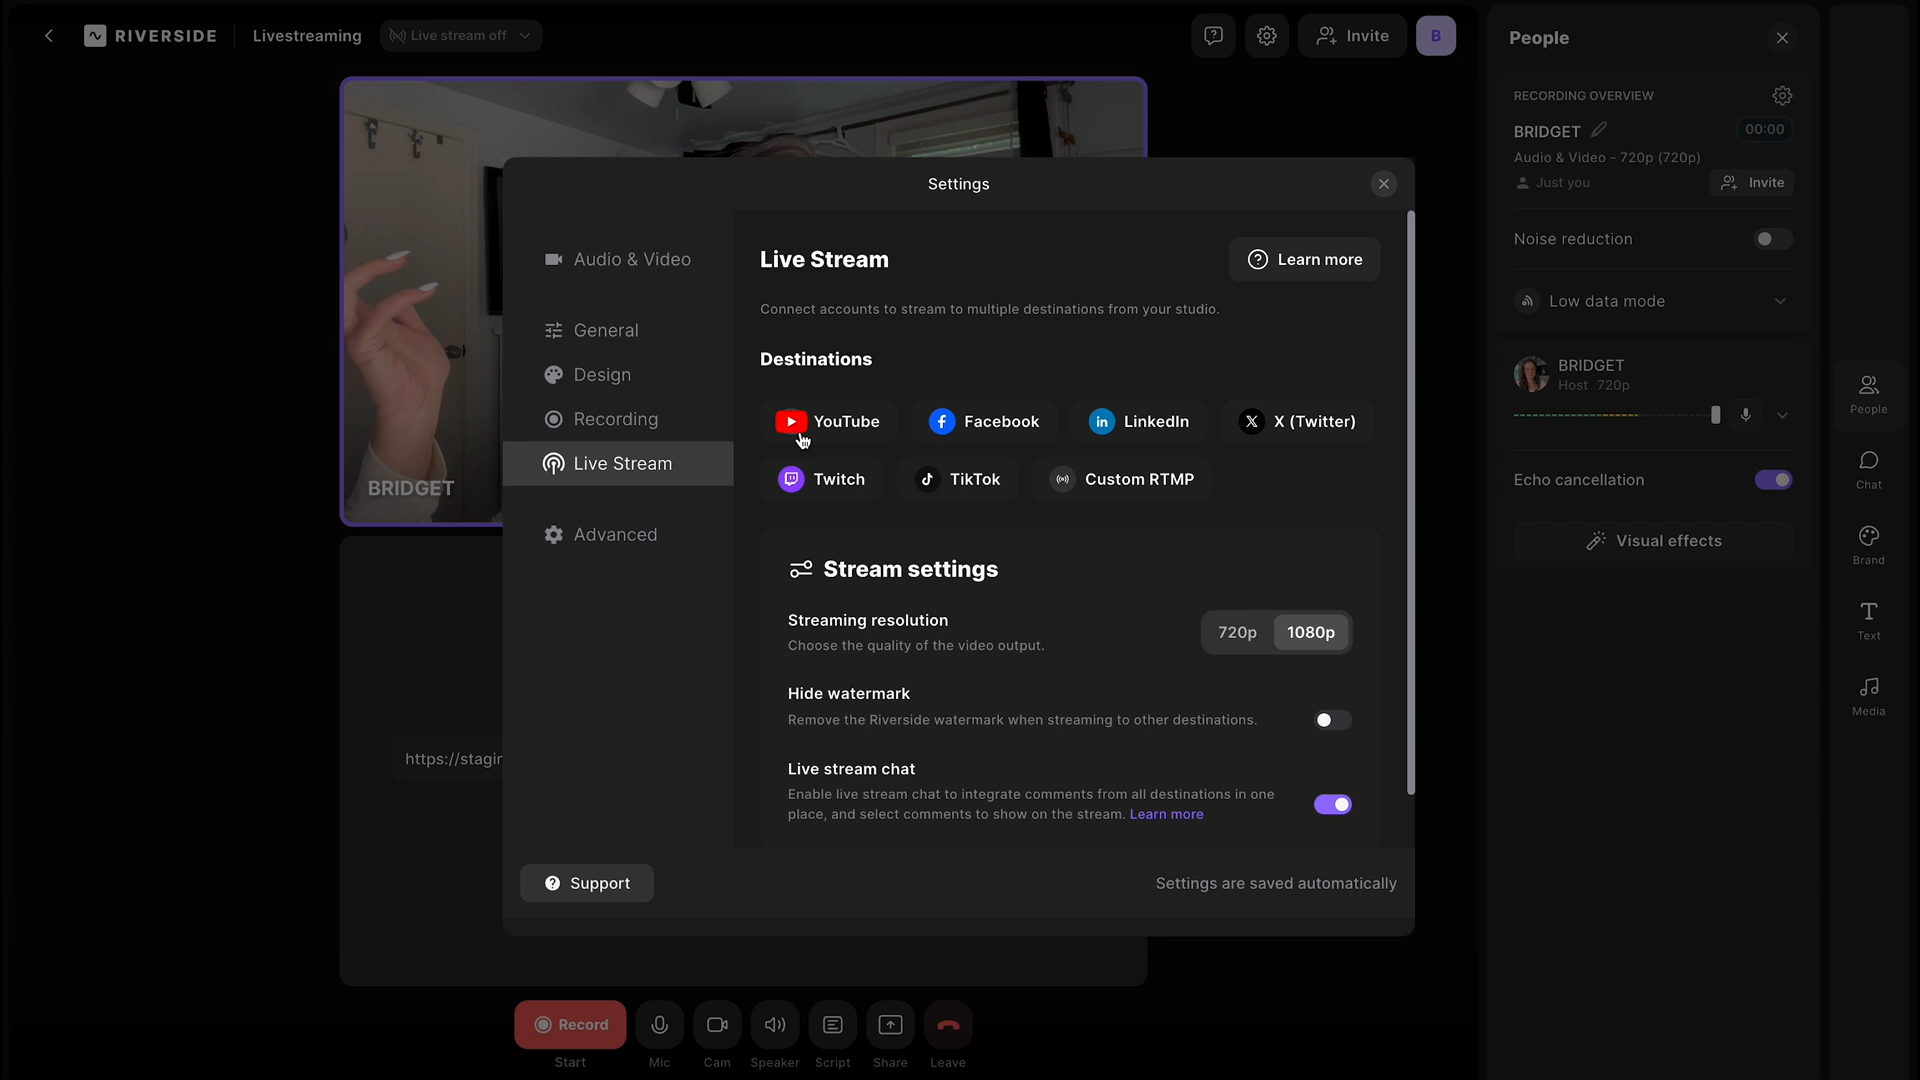 RIVERSIDE
Livestreaming
Live stream off
Invite
B
People
RECORDING OVERVIEW
BRIDGET
00:00
Audio & Video - 720p (720p)
Just you
Invite
Noise reduction
Low data mode
BRIDGET
Host 720p
Echo cancellation
Visual effects
People
Chat
Brand
Text
Media
BRIDGET
https://stagin
Settings
Audio & Video
General
Design
Recording
Live Stream
Advanced
Live Stream
Learn more
Connect accounts to stream to multiple destinations from your studio.
Destinations
YouTube
Facebook
LinkedIn
X (Twitter)
Twitch
TikTok
Custom RTMP
Stream settings
Streaming resolution
Choose the quality of the video output.
720p
1080p
Hide watermark
Remove the Riverside watermark when streaming to other destinations.
Live stream chat
Enable live stream chat to integrate comments from all destinations in one
place, and select comments to show on the stream. Learn more
Support
Settings are saved automatically
Record
Start
Mic
Cam
Speaker
Script
Share
Leave